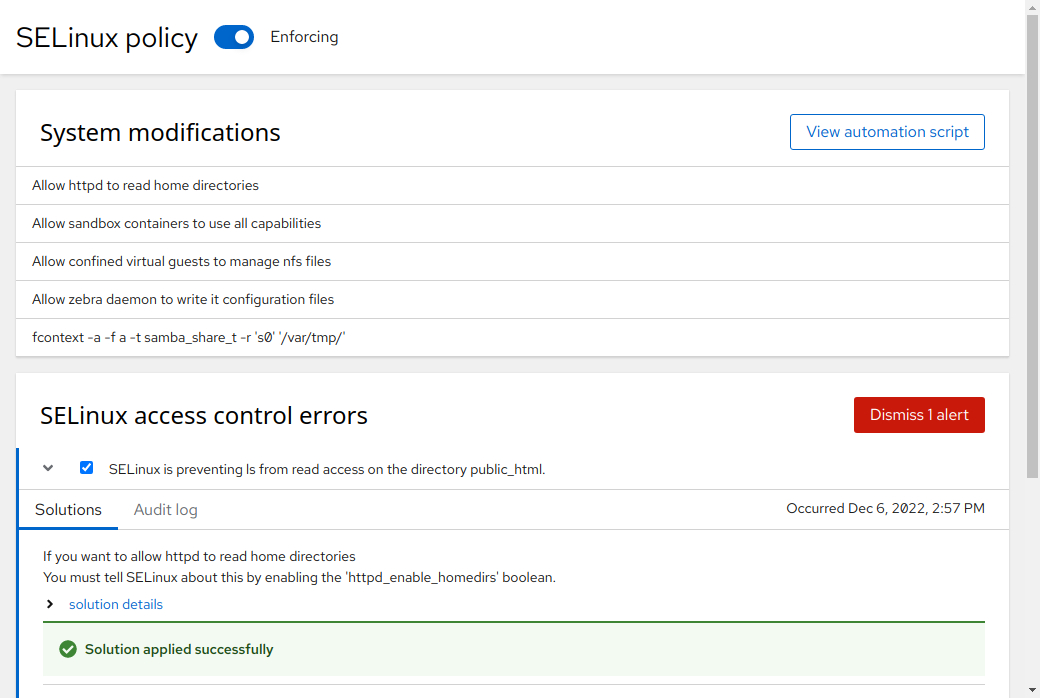 SELinux policy
Enforcing
System modifications
View automation script
Allow httpd to read home directories
Allow sandbox containers to use all capabilities
Allow confined virtual guests to manage nfs files
Allow zebra daemon to write it configuration files
fcontext -a -f a -t samba_share_t -r 's0' '/var/tmp/'
SELinux access control errors
Dismiss 1 alert
SELinux is preventing ls from read access on the directory public_html.
Solutions
Audit log
Occurred Dec 6, 2022, 2:57 PM
If you want to allow httpd to read home directories
You must tell SELinux about this by enabling the 'httpd_enable_homedirs' boolean.
solution details
Solution applied successfully